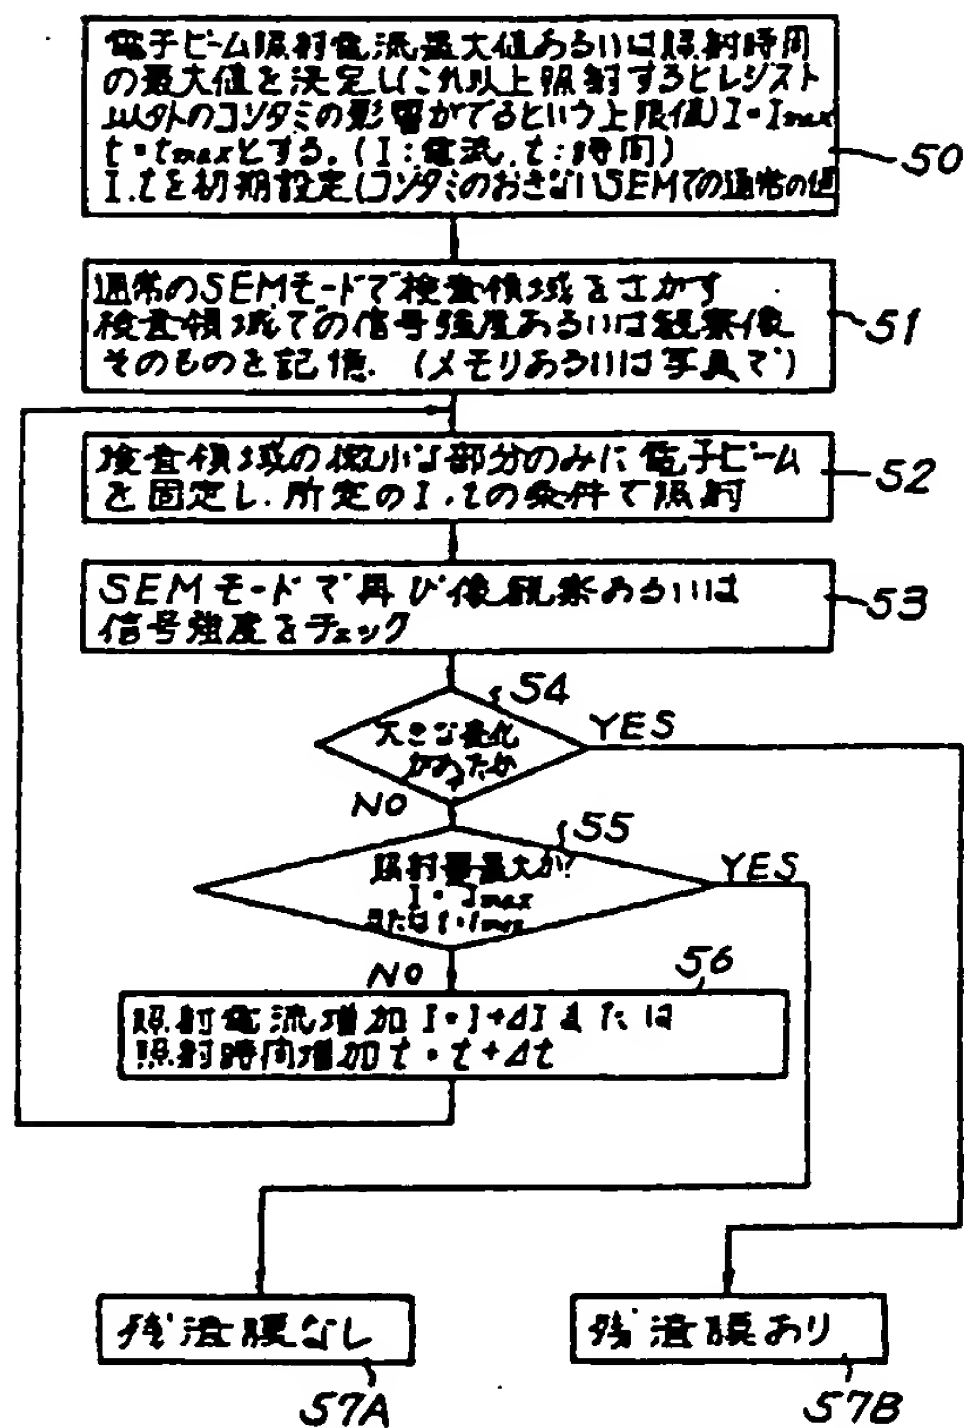 電子ビーム照射電流最大値あるいは照射時間
の最大値を決定し(これ以上照射するとレジスト
以外のコンタミの影響がでるという上限値)I=Imax
t=tmaxとする.(I:電流,t:時間)
I.tを初期設定(コンタミのおきないSEMでの通常の値
50
通常のSEMモードで検査領域をさがす
検査領域での信号強度あるいは観察像
そのものを記憶.(メモリあるいは写真で)
51
検査領域の微小な部分のみに電子ビーム
を固定し.所定のI.tの条件で照射
52
SEMモードで再び像観察あるいは
信号強度をチェック
53
54
大きな変化
があったか
YES
NO
55
照射量最大か?
I=Imax
またはt=tmax
YES
NO
56
照射電流増加I=I+ΔIまたは
照射時間増加t=t+Δt
残渣膜なし
57A
残渣膜あり
57B